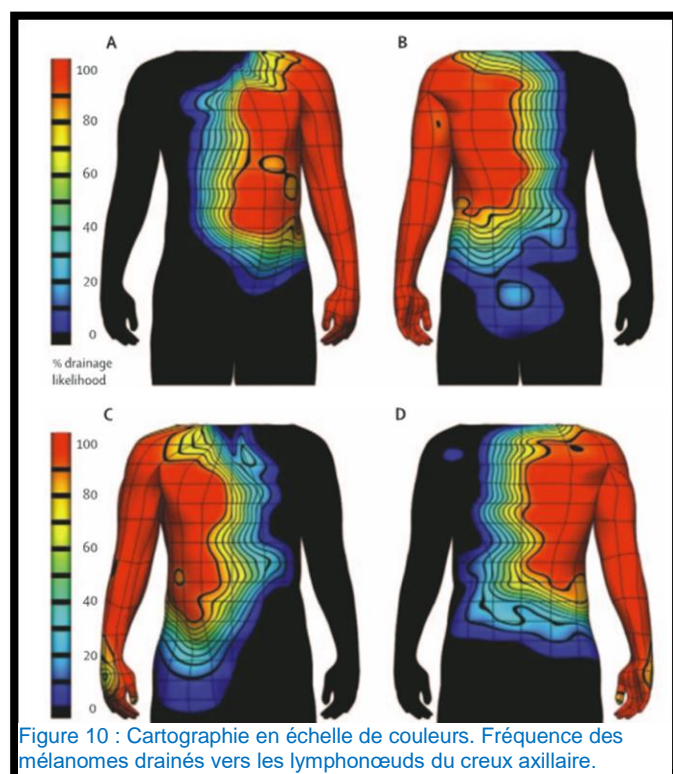 A
B
100
80
60
40
20
0
% drainage
likelihood
C
D
100
80
60
40
20
0
Figure 10 : Cartographie en échelle de couleurs. Fréquence des
mélanomes drainés vers les lymphonœuds du creux axillaire.